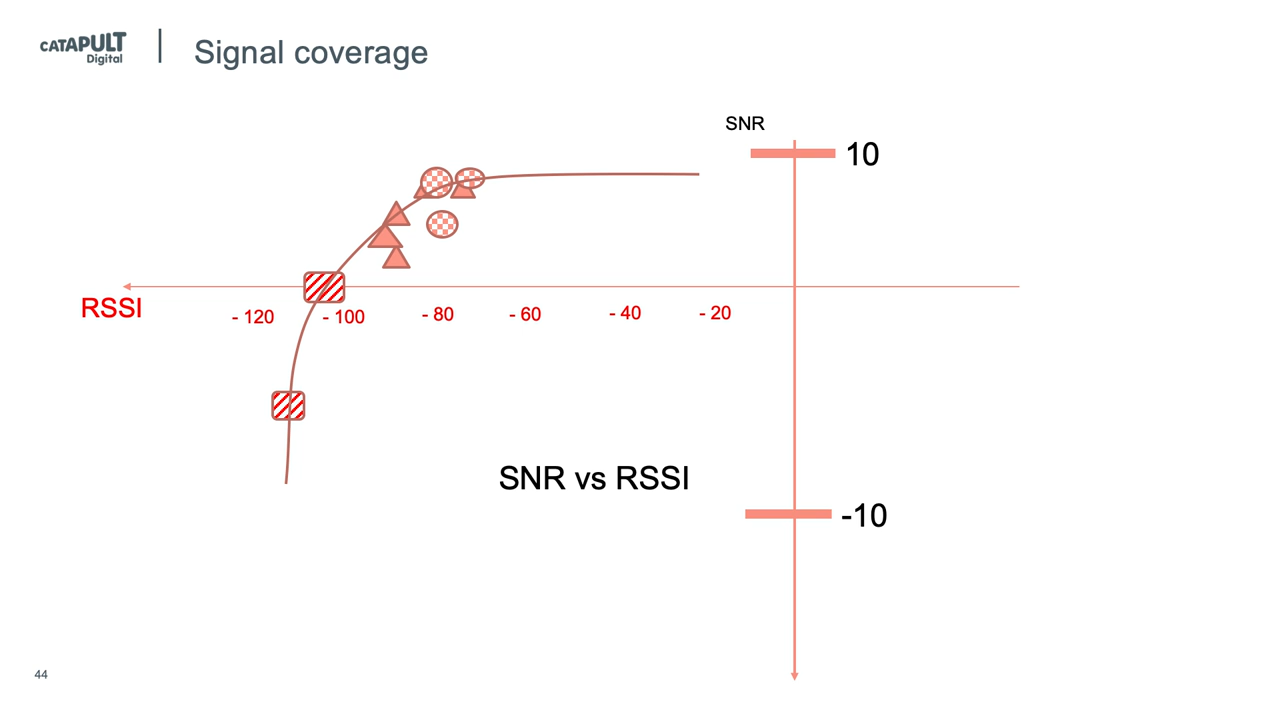 CATAPULT
Digital
Signal coverage
SNR
10
RSSI
- 120
- 100
- 80
- 60
- 40
- 20
SNR vs RSSI
-10
44